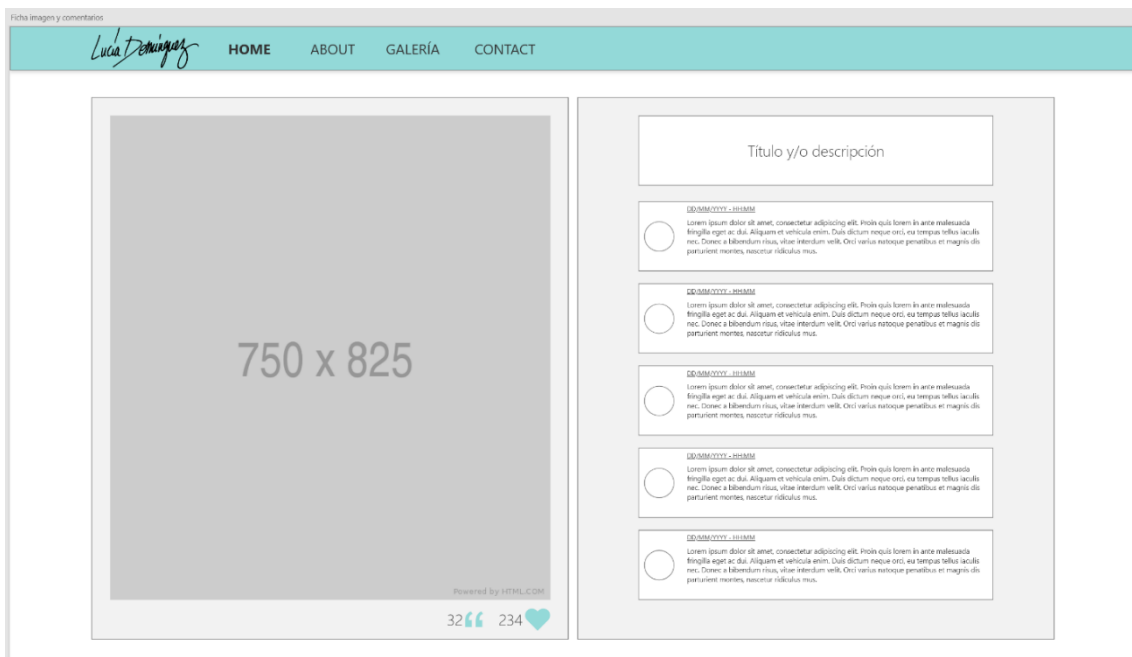 Ficha imagen y comentarios
Lucía Domínguez
HOME
ABOUT
GALERÍA
CONTACT
750 x 825
Powered by HTML.COM
32
234
Título y/o descripción
DD/MM/YYYY - HH:MM
Lorem ipsum dolor sit amet, consectetur adipiscing elit. Proin quis lorem in ante malesuada
fringilla eget ac dui. Aliquam et vehicula enim. Duis dictum neque orci, eu tempus tellus iaculis
nec. Donec a bibendum risus, vitae interdum velit. Orci varius natoque penatibus et magnis dis
parturient montes, nascetur ridiculus mus.
DD/MM/YYYY - HH:MM
Lorem ipsum dolor sit amet, consectetur adipiscing elit. Proin quis lorem in ante malesuada
fringilla eget ac dui. Aliquam et vehicula enim. Duis dictum neque orci, eu tempus tellus iaculis
nec. Donec a bibendum risus, vitae interdum velit. Orci varius natoque penatibus et magnis dis
parturient montes, nascetur ridiculus mus.
DD/MM/YYYY - HH:MM
Lorem ipsum dolor sit amet, consectetur adipiscing elit. Proin quis lorem in ante malesuada
fringilla eget ac dui. Aliquam et vehicula enim. Duis dictum neque orci, eu tempus tellus iaculis
nec. Donec a bibendum risus, vitae interdum velit. Orci varius natoque penatibus et magnis dis
parturient montes, nascetur ridiculus mus.
DD/MM/YYYY - HH:MM
Lorem ipsum dolor sit amet, consectetur adipiscing elit. Proin quis lorem in ante malesuada
fringilla eget ac dui. Aliquam et vehicula enim. Duis dictum neque orci, eu tempus tellus iaculis
nec. Donec a bibendum risus, vitae interdum velit. Orci varius natoque penatibus et magnis dis
parturient montes, nascetur ridiculus mus.
DD/MM/YYYY - HH:MM
Lorem ipsum dolor sit amet, consectetur adipiscing elit. Proin quis lorem in ante malesuada
fringilla eget ac dui. Aliquam et vehicula enim. Duis dictum neque orci, eu tempus tellus iaculis
nec. Donec a bibendum risus, vitae interdum velit. Orci varius natoque penatibus et magnis dis
parturient montes, nascetur ridiculus mus.